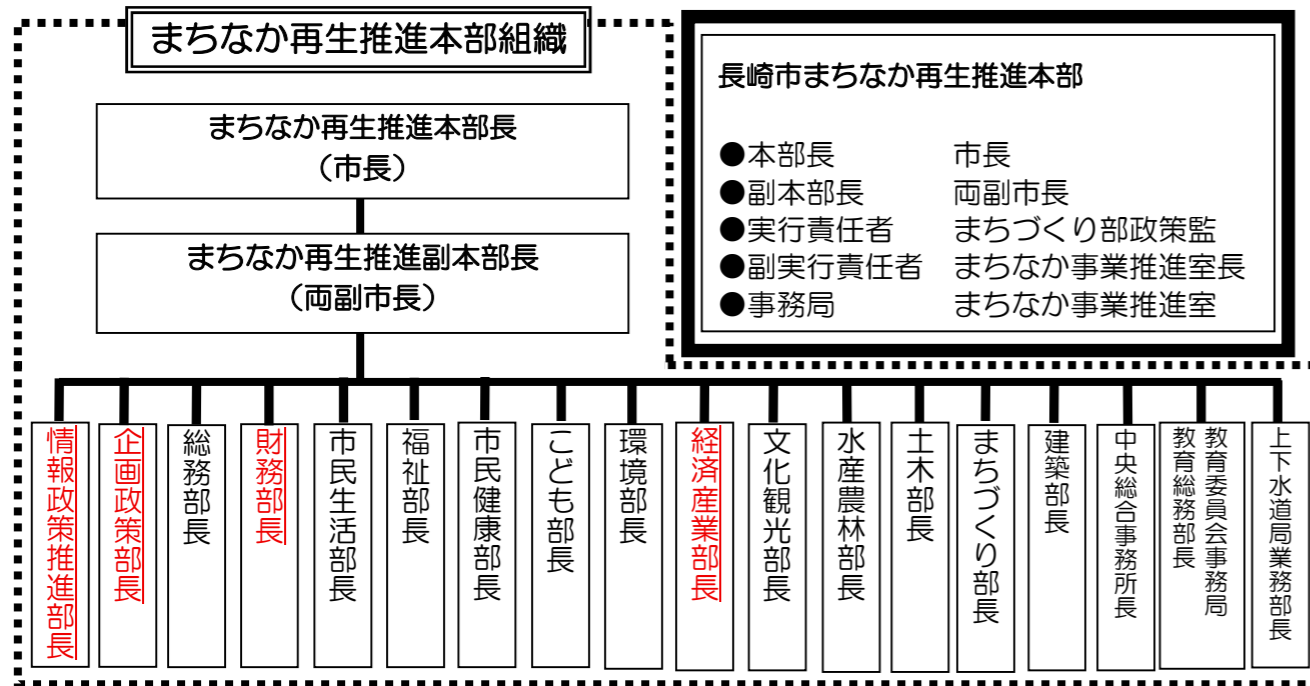 まちなか再生推進本部組織
まちなか再生推進本部長
（市長）
まちなか再生推進副本部長
（両副市長）
長崎市まちなか再生推進本部
●本部長　市長
●副本部長　両副市長
●実行責任者　まちづくり部政策監
●副実行責任者　まちなか事業推進室長
●事務局　まちなか事業推進室
情報政策推進部長
企画政策部長
総務部長
財務部長
市民生活部長
福祉部長
市民健康部長
こども部長
環境部長
経済産業部長
文化観光部長
水産農林部長
土木部長
まちづくり部長
建築部長
中央総合事務所長
教育委員会事務局
教育総務部長
上下水道局業務部長